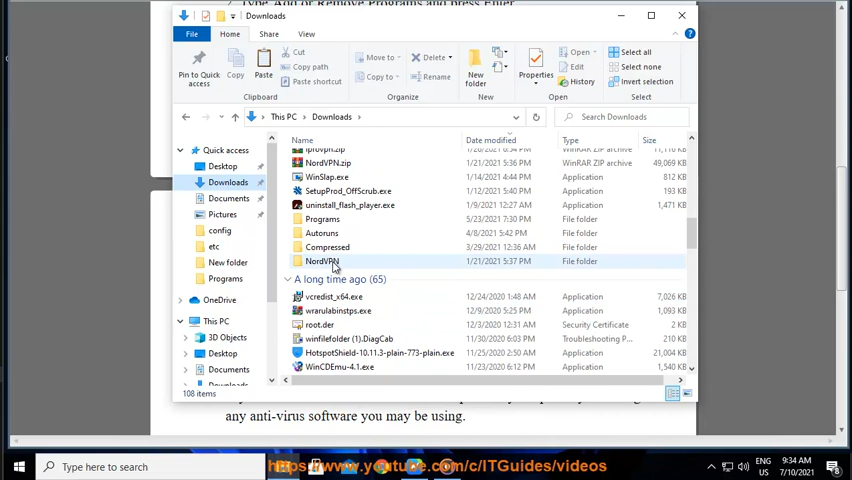 2. Type Add or Remove Programs and press Enter.
Downloads
File
Home
Share
View
Pin to Quick access
Copy
Paste
Cut
Copy path
Paste shortcut
Clipboard
Move to
Copy to
Delete
Rename
Organize
New folder
New
Properties
Open
History
Open
Select all
Select none
Invert selection
Select
This PC
Downloads
Search Downloads
Name
Date modified
Type
Size
WinRAR ZIP archive
NordVPN.zip 1/21/2021 5:36 PM WinRAR ZIP archive 49,069 KB
WinSlap.exe 1/14/2021 4:44 PM Application 812 KB
SetupProd_OffScrub.exe 1/12/2021 5:40 PM Application 193 KB
uninstall_flash_player.exe 1/9/2021 12:27 AM Application 1,471 KB
Programs 5/23/2021 7:30 PM File folder
Autoruns 4/8/2021 5:42 PM File folder
Compressed 3/29/2021 12:36 AM File folder
NordVPN 1/21/2021 5:37 PM File folder
A long time ago (65)
vcredist_x64.exe 12/24/2020 1:48 AM Application 7,026 KB
wrarulabinstps.exe 12/9/2020 5:25 PM Application 1,093 KB
root.der 12/3/2020 12:31 AM Security Certificate 2 KB
winfilefolder (1).DiagCab 11/30/2020 6:03 PM Troubleshooting P... 210 KB
HotspotShield-10.11.3-plain-773-plain.exe 11/25/2020 2:50 AM Application 21,004 KB
WinCDEmu-4.1.exe 11/23/2020 6:12 PM Application 1,540 KB
Quick access
Desktop
Downloads
Documents
Pictures
config
etc
New folder
Programs
OneDrive
This PC
3D Objects
Desktop
Documents
Downloads
108 items
any anti-virus software you may be using.
Type here to search
https://www.youtube.com/c/ITGuides/videos
ENG
US
9:34 AM
7/10/2021